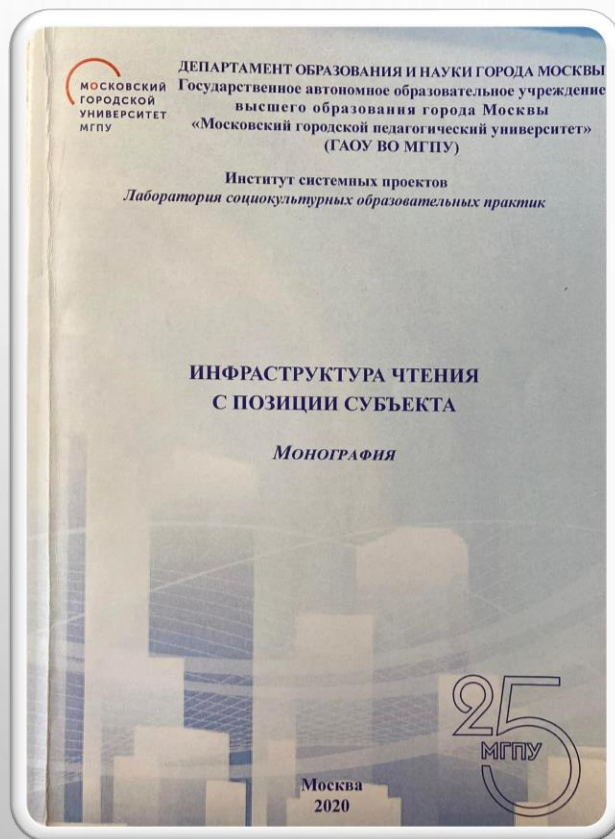 МОСКОВСКИЙ
ГОРОДСКОЙ
УНИВЕРСИТЕТ
МГПУ
ДЕПАРТАМЕНТ ОБРАЗОВАНИЯ И НАУКИ ГОРОДА МОСКВЫ
Государственное автономное образовательное учреждение
высшего образования города Москвы
«Московский городской педагогический университет»
(ГАОУ ВО МГПУ)
Институт системных проектов
Лаборатория социокультурных образовательных практик
ИНФРАСТРУКТУРА ЧТЕНИЯ
С ПОЗИЦИИ СУБЪЕКТА
МОНОГРАФИЯ
25
МГПУ
Москва
2020